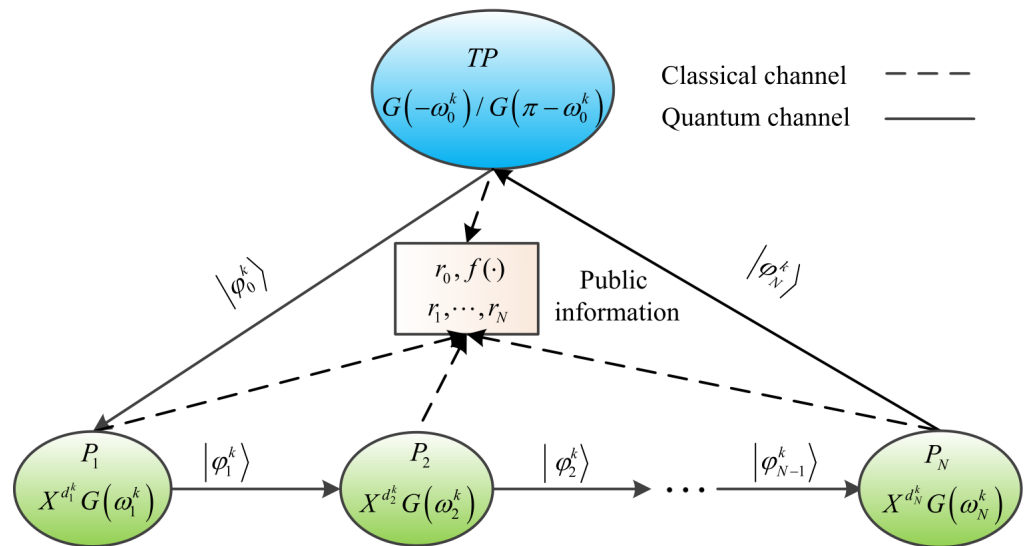 TP
G(−ω₀ᵏ) / G(π−ω₀ᵏ)
Classical channel
Quantum channel
|φ₀ᵏ⟩
|φ_Nᵏ⟩
r₀, f(·)
r₁,⋯,r_N
Public
information
P₁
X^{d₁ᵏ} G(ω₁ᵏ)
|φ₁ᵏ⟩
P₂
X^{d₂ᵏ} G(ω₂ᵏ)
|φ₂ᵏ⟩
⋯
|φ_{N−1}ᵏ⟩
P_N
X^{d_Nᵏ} G(ω_Nᵏ)